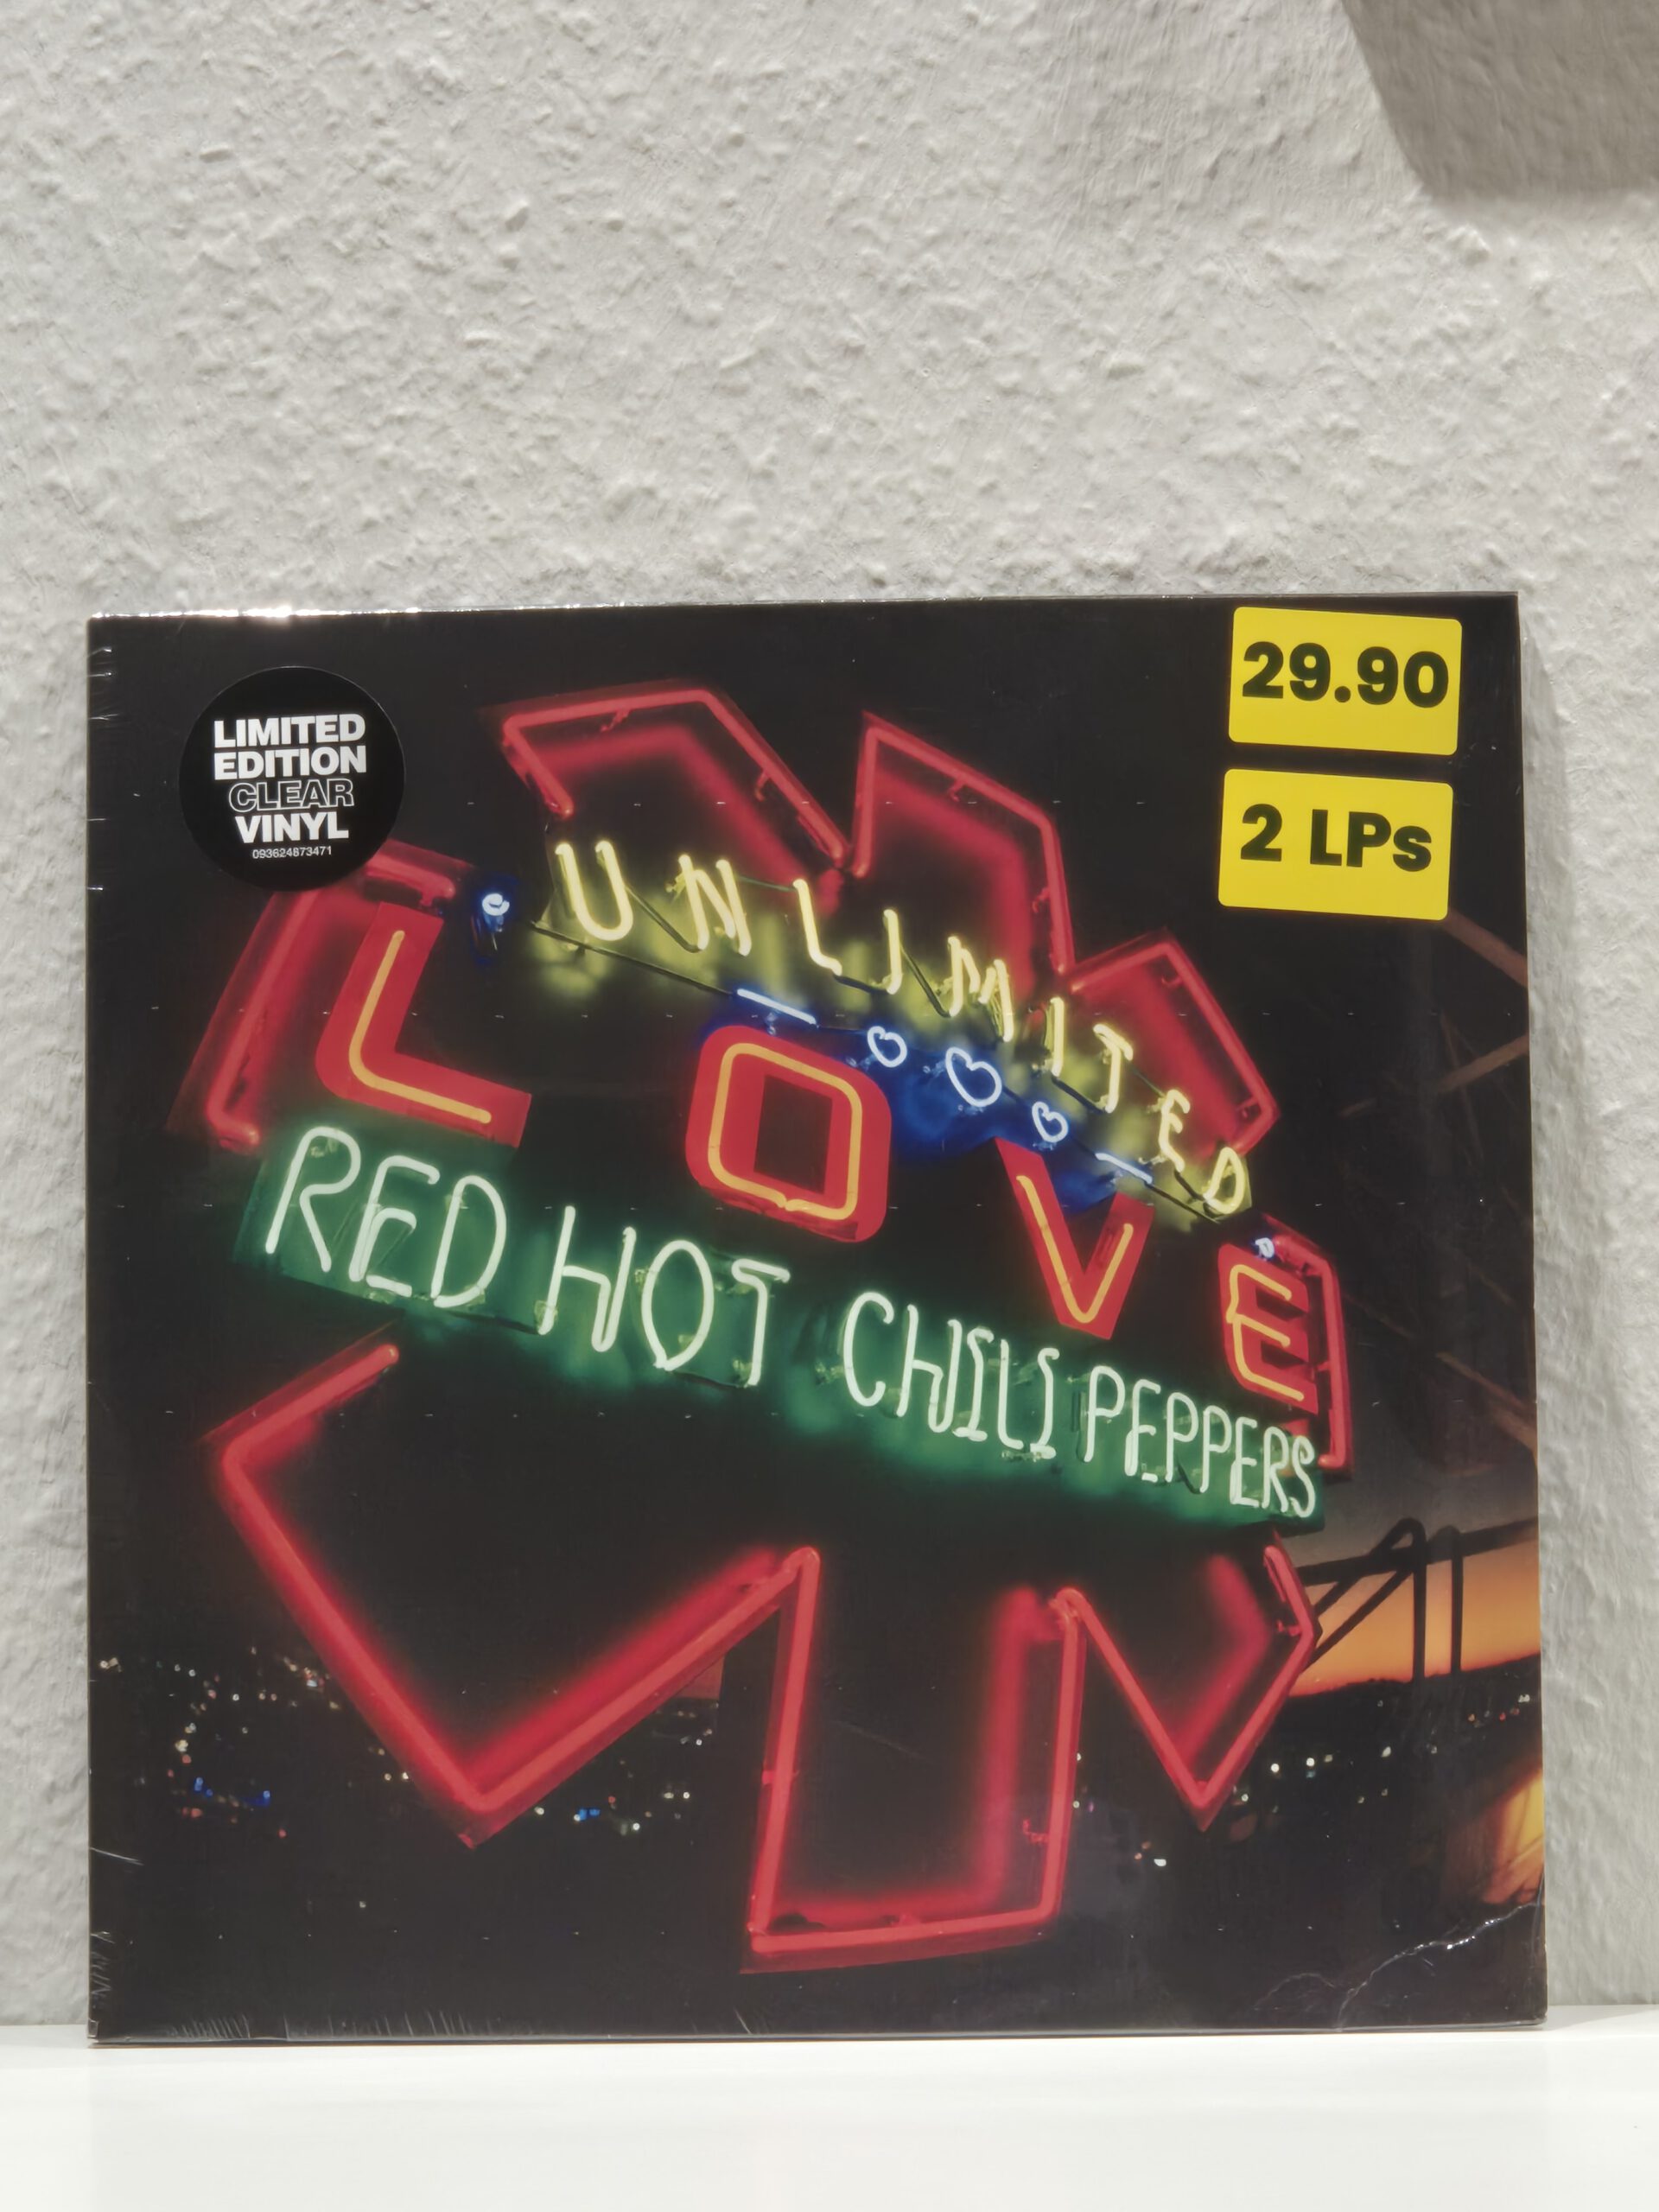 LIMITED
EDITION
CLEAR
VINYL
093624873471
29.90
2 LPs
UNLIMITED
LOVE
RED HOT CHILI PEPPERS